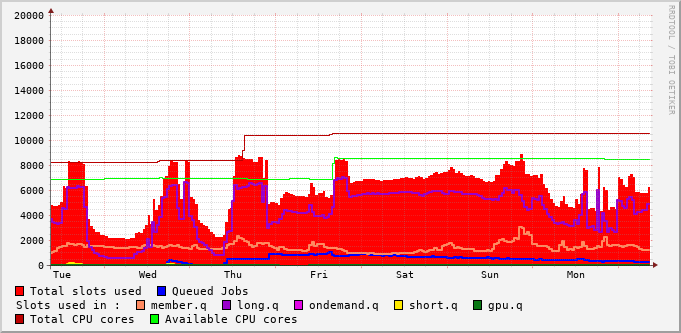 20000
18000
16000
14000
12000
10000
8000
6000
4000
2000
0
Tue Wed Thu Fri Sat Sun Mon
RRDTOOL / TOBI OETIKER
Total slots used Queued Jobs
Slots used in : member.q long.q ondemand.q short.q gpu.q
Total CPU cores Available CPU cores